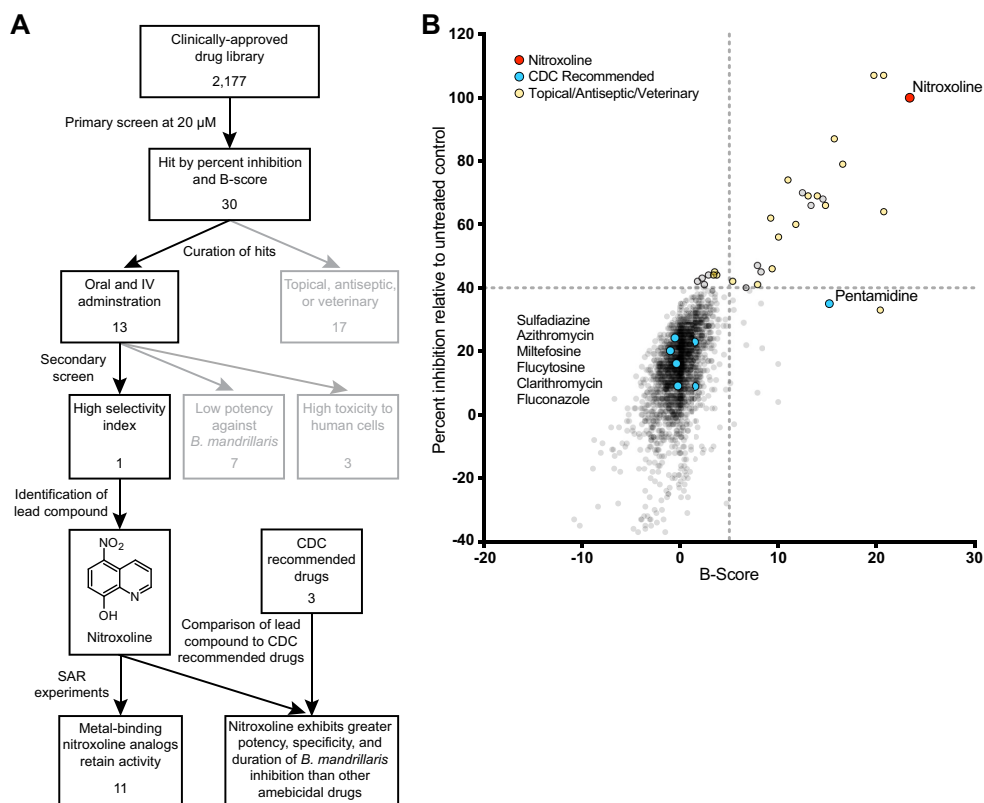 A
Clinically-approved
drug library
2,177
Primary screen at 20 µM
Hit by percent inhibition
and B-score
30
Curation of hits
Oral and IV
adminstration
13
Topical, antiseptic,
or veterinary
17
Secondary
screen
High selectivity
index
1
Low potency
against
B. mandrillaris
7
High toxicity to
human cells
3
Identification of
lead compound
NO2
N
OH
Nitroxoline
CDC
recommended
drugs
3
Comparison of lead
compound to CDC
recommended drugs
SAR
experiments
Metal-binding
nitroxoline analogs
retain activity
11
Nitroxoline exhibits greater
potency, specificity, and
duration of B. mandrillaris
inhibition than other
amebicidal drugs
B
Percent inhibition relative to untreated control
120
100
80
60
40
20
0
-20
-40
Nitroxoline
CDC Recommended
Topical/Antiseptic/Veterinary
Nitroxoline
Pentamidine
Sulfadiazine
Azithromycin
Miltefosine
Flucytosine
Clarithromycin
Fluconazole
-20
-10
0
10
20
30
B-Score